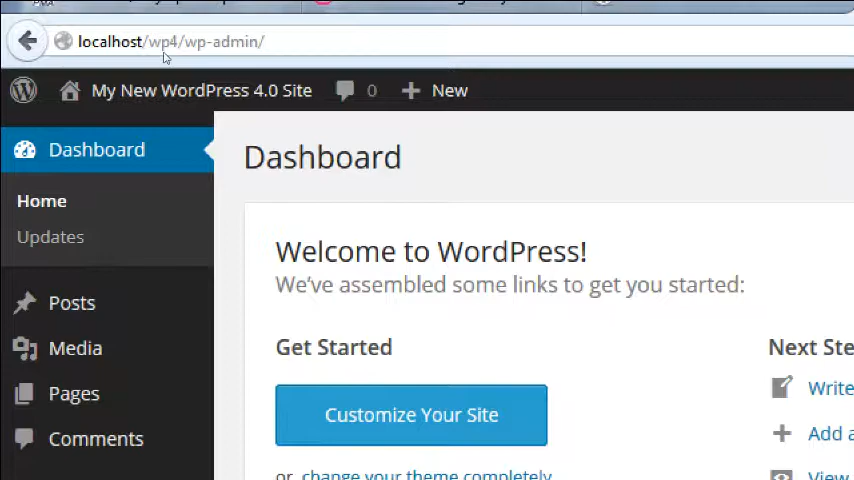 localhost/wp4/wp-admin/
My New WordPress 4.0 Site 0 New
Dashboard
Home
Updates
Posts
Media
Pages
Comments
Dashboard
Welcome to WordPress!
We've assembled some links to get you started:
Get Started
Customize Your Site
or change your theme completely
Next Ste
Write
Add a
View